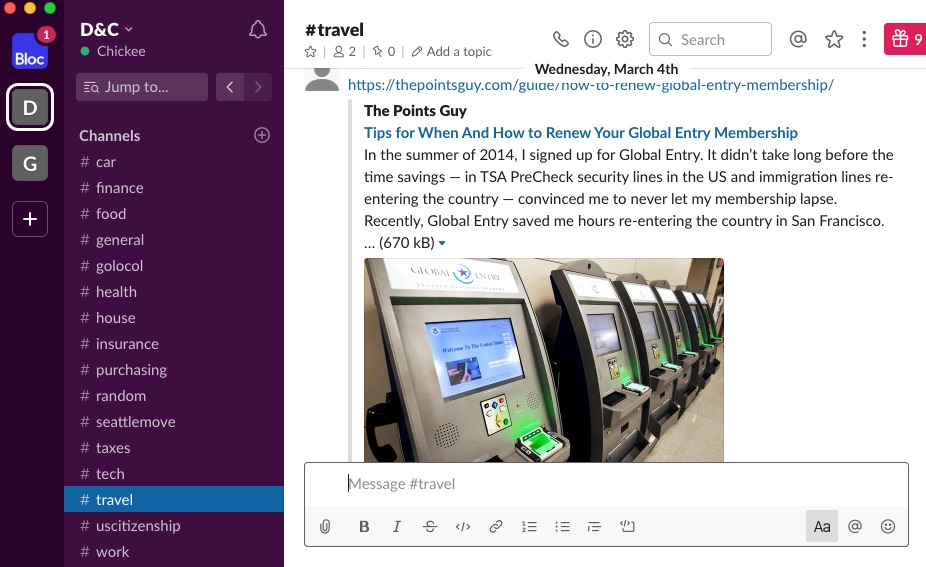 1
Bloc
D
G
+
D&C
Chickee
Jump to...
Channels
# car
# finance
# food
# general
# golocol
# health
# house
# insurance
# purchasing
# random
# seattlemove
# taxes
# tech
# travel
# uscitizenship
# work
#travel
2
0
Add a topic
Search
9
Wednesday, March 4th
https://thepointsguy.com/guide/how-to-renew-global-entry-membership/
The Points Guy
Tips for When And How to Renew Your Global Entry Membership
In the summer of 2014, I signed up for Global Entry. It didn’t take long before the
time savings — in TSA PreCheck security lines in the US and immigration lines re-
entering the country — convinced me to never let my membership lapse.
Recently, Global Entry saved me hours re-entering the country in San Francisco.
... (670 kB)
GLOBAL ENTRY
Welcome To The United States
Message #travel
B I S </>
Aa @